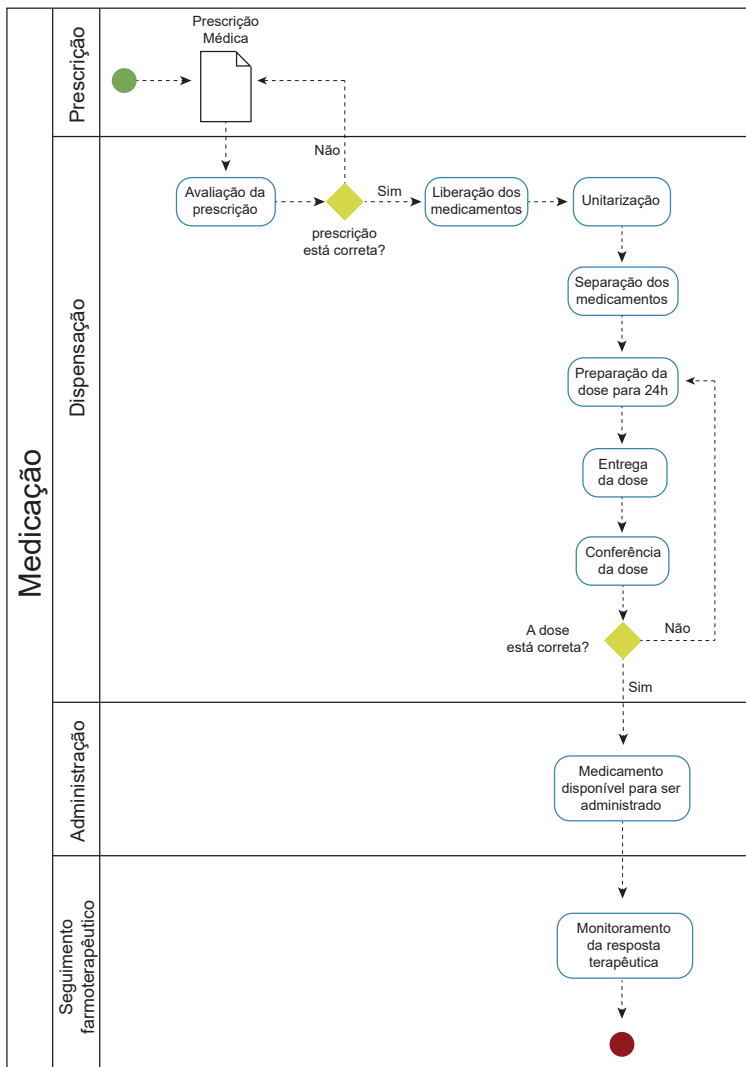 Medicação
Prescrição
Prescrição
Médica
Dispensação
Não
Avaliação da
prescrição
Sim
prescrição
está correta?
Liberação dos
medicamentos
Unitarização
Separação dos
medicamentos
Preparação da
dose para 24h
Entrega
da dose
Conferência
da dose
A dose
está correta?
Não
Sim
Administração
Medicamento
disponível para ser
administrado
Seguimento
farmoterapêutico
Monitoramento
da resposta
terapêutica